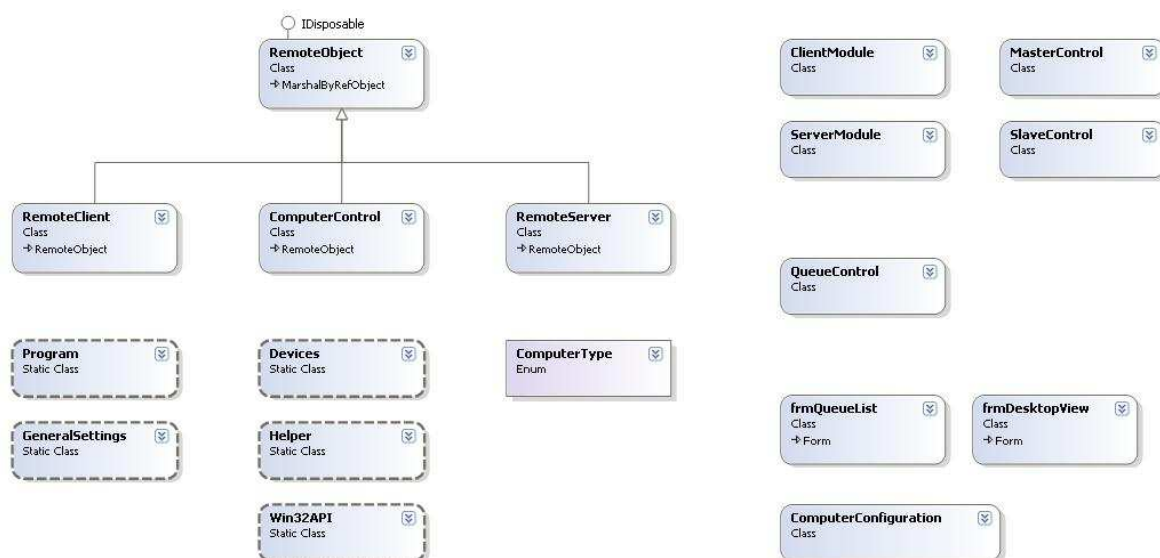 IDisposable
RemoteObject
Class
MarshalByRefObject
ClientModule
Class
MasterControl
Class
ServerModule
Class
SlaveControl
Class
RemoteClient
Class
RemoteObject
ComputerControl
Class
RemoteObject
RemoteServer
Class
RemoteObject
QueueControl
Class
Program
Static Class
Devices
Static Class
ComputerType
Enum
frmQueueList
Class
Form
frmDesktopView
Class
Form
GeneralSettings
Static Class
Helper
Static Class
Win32API
Static Class
ComputerConfiguration
Class